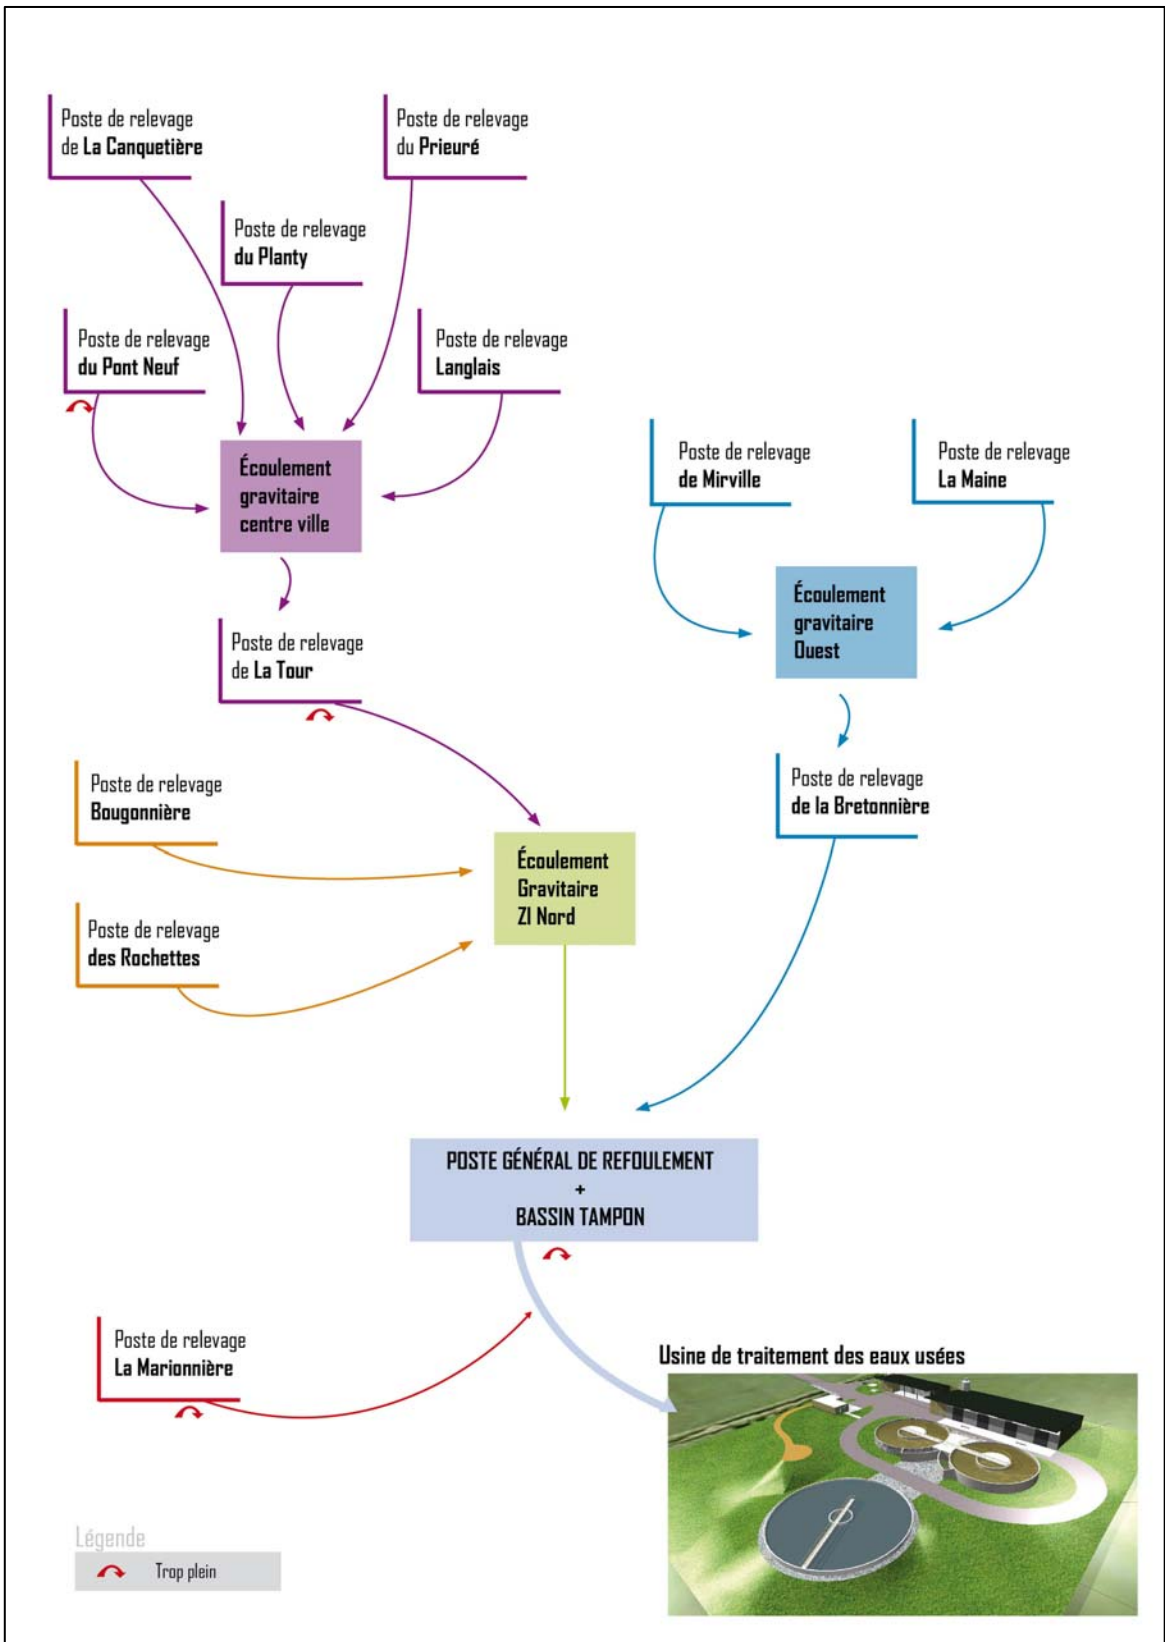 Poste de relevage
de La Canquetière
Poste de relevage
du Prieuré
Poste de relevage
du Planty
Poste de relevage
du Pont Neuf
Poste de relevage
Langlais
Écoulement
gravitaire
centre ville
Poste de relevage
de Mirville
Poste de relevage
La Maine
Écoulement
gravitaire
Ouest
Poste de relevage
de La Tour
Poste de relevage
de la Bretonnière
Poste de relevage
Bougonnière
Écoulement
Gravitaire
ZI Nord
Poste de relevage
des Rochettes
POSTE GÉNÉRAL DE REFOULEMENT
+
BASSIN TAMPON
Poste de relevage
La Marionnière
Usine de traitement des eaux usées
Légende
Trop plein